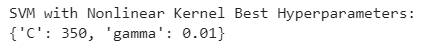 SVM with Nonlinear Kernel Best Hyperparameters:
{'C': 350, 'gamma': 0.01}